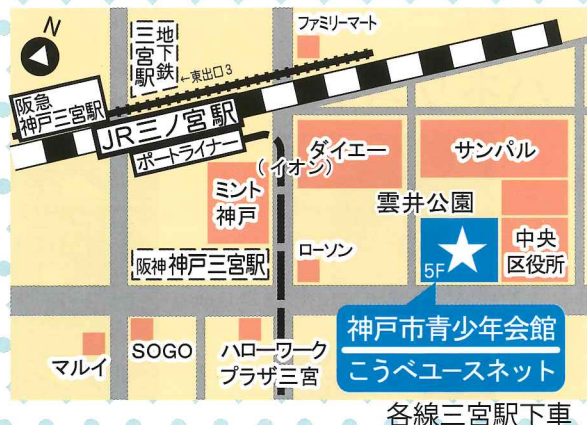 N
ファミリーマート
地下鉄
三宮駅
←東出口3
阪急
神戸三宮駅
JR三ノ宮駅
ポートライナー
ダイエー
(イオン)
サンパル
ミント
神戸
雲井公園
ローソン
阪神 神戸三宮駅
5F
中央
区役所
神戸市青少年会館
こうべユースネット
マルイ
SOGO
ハローワーク
プラザ三宮
各線三宮駅下車